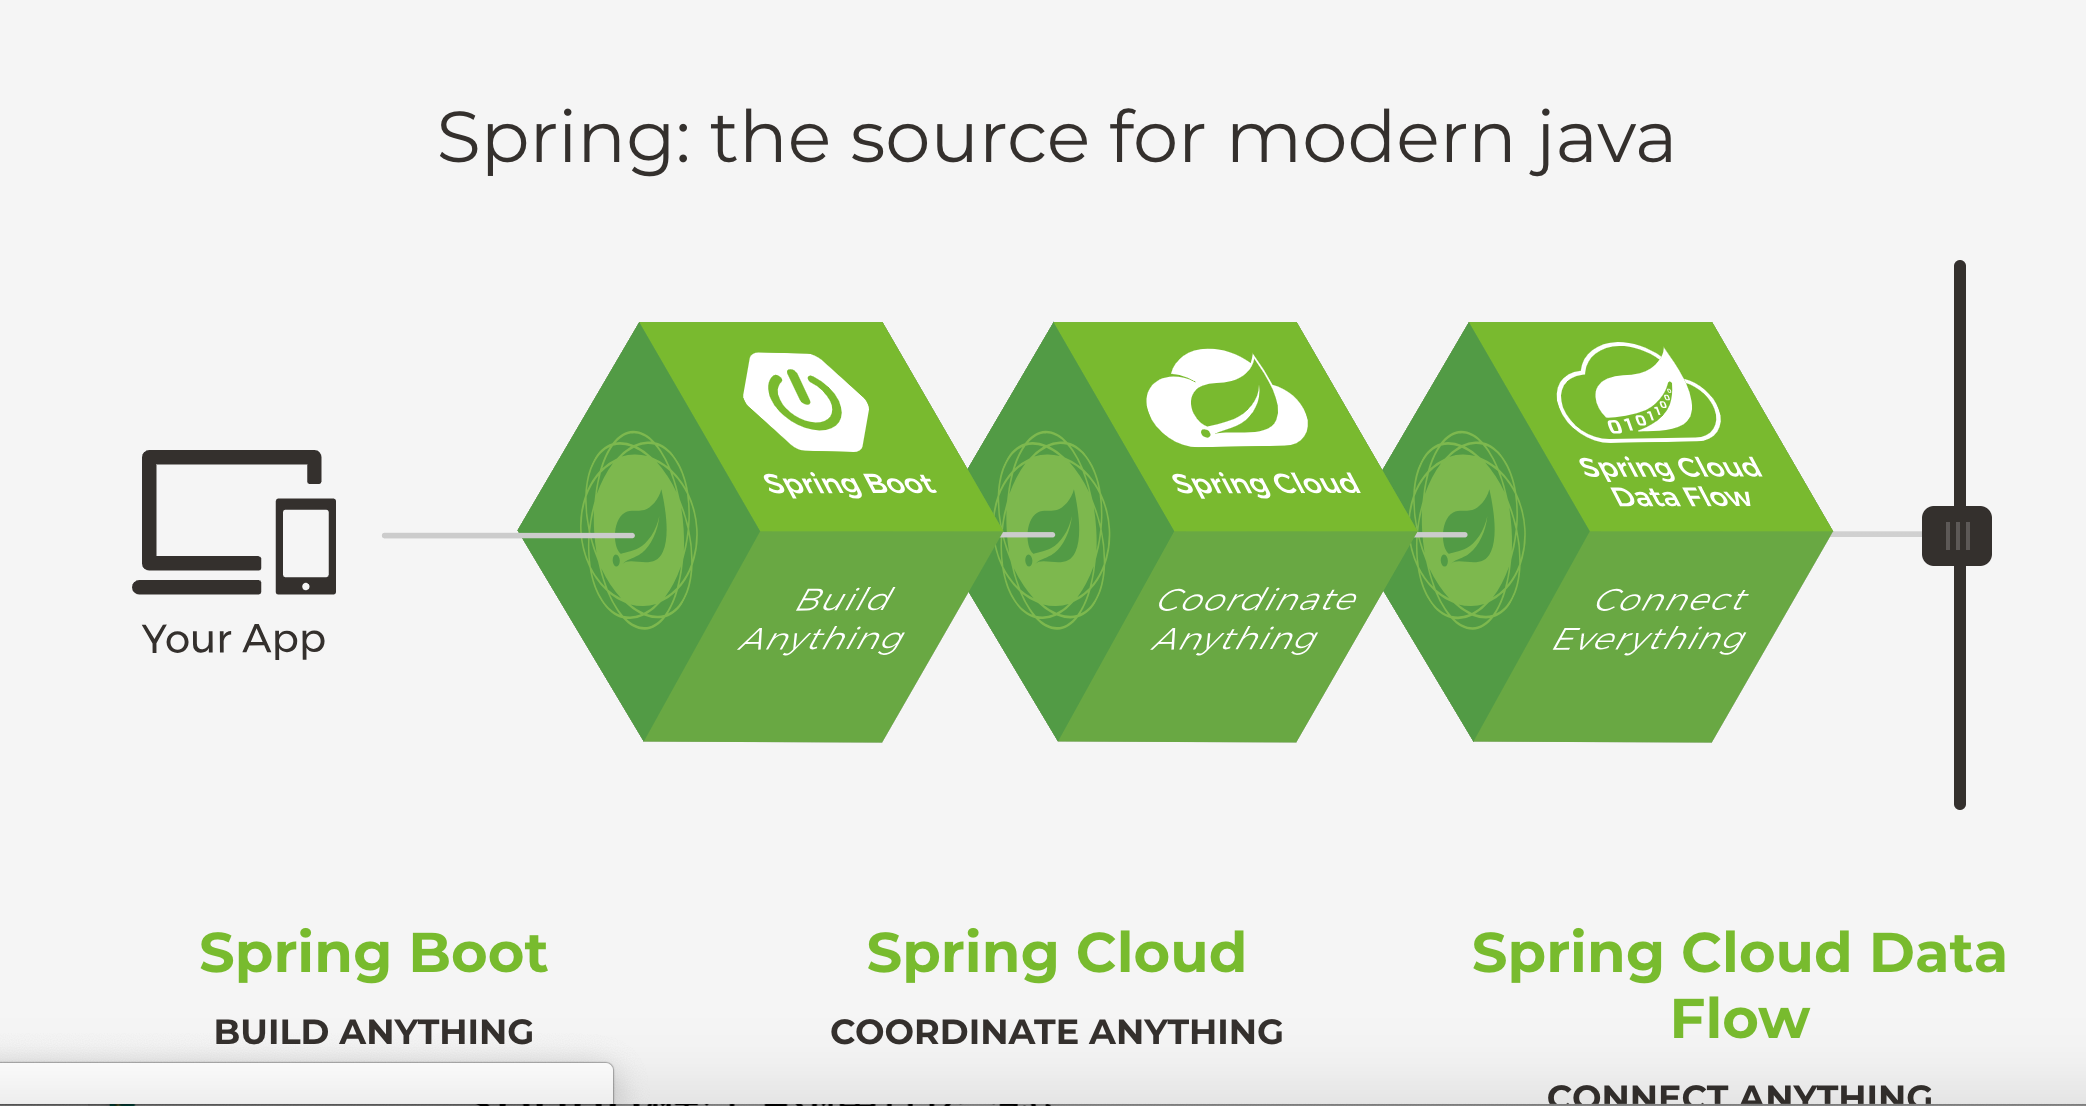 Spring: the source for modern java
Your App
Spring Boot
Build
Anything
Spring Cloud
Coordinate
Anything
Spring Cloud
Data Flow
010110000
Connect
Everything
Spring Boot
BUILD ANYTHING
Spring Cloud
COORDINATE ANYTHING
Spring Cloud Data
Flow
CONNECT ANYTHING